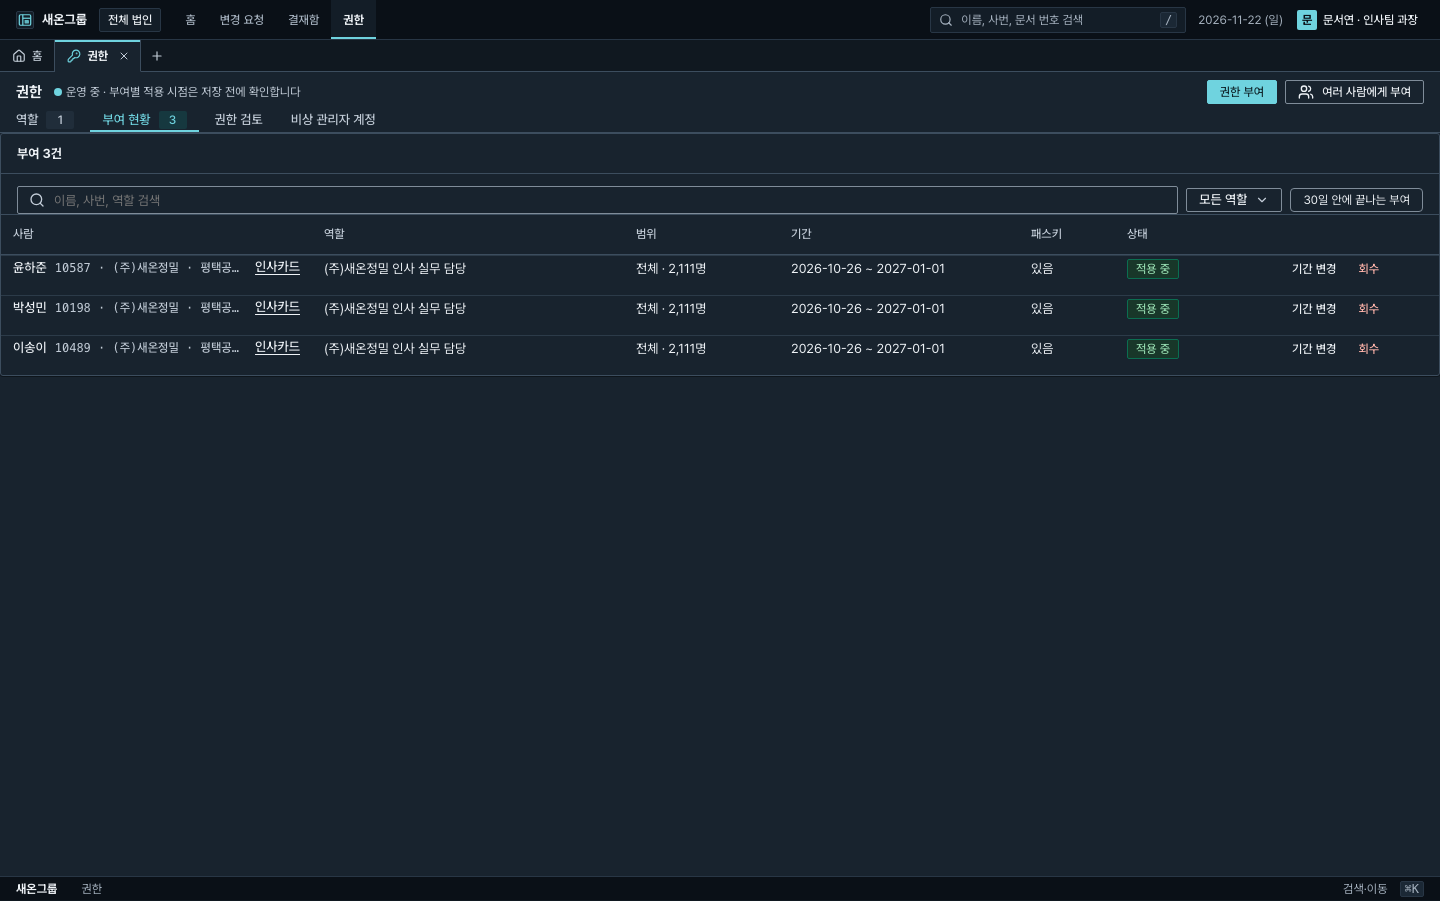 새온그룹 전체 법인 홈 변경 요청 결재함 권한 이름, 사번, 문서 번호 검색 / 2026-11-22 (일) 문 문서연 · 인사팀 과장
홈 권한
권한 운영 중 · 부여별 적용 시점은 저장 전에 확인합니다 권한 부여 여러 사람에게 부여
역할 1 부여 현황 3 권한 검토 비상 관리자 계정
부여 3건
이름, 사번, 역할 검색 모든 역할 30일 안에 끝나는 부여
사람 역할 범위 기간 패스키 상태
윤하준 10587 · (주)새온정밀 · 평택공… 인사카드 (주)새온정밀 인사 실무 담당 전체 · 2,111명 2026-10-26 ~ 2027-01-01 있음 적용 중 기간 변경 회수
박성민 10198 · (주)새온정밀 · 평택공… 인사카드 (주)새온정밀 인사 실무 담당 전체 · 2,111명 2026-10-26 ~ 2027-01-01 있음 적용 중 기간 변경 회수
이송이 10489 · (주)새온정밀 · 평택공… 인사카드 (주)새온정밀 인사 실무 담당 전체 · 2,111명 2026-10-26 ~ 2027-01-01 있음 적용 중 기간 변경 회수
새온그룹 권한 검색·이동 ⌘K